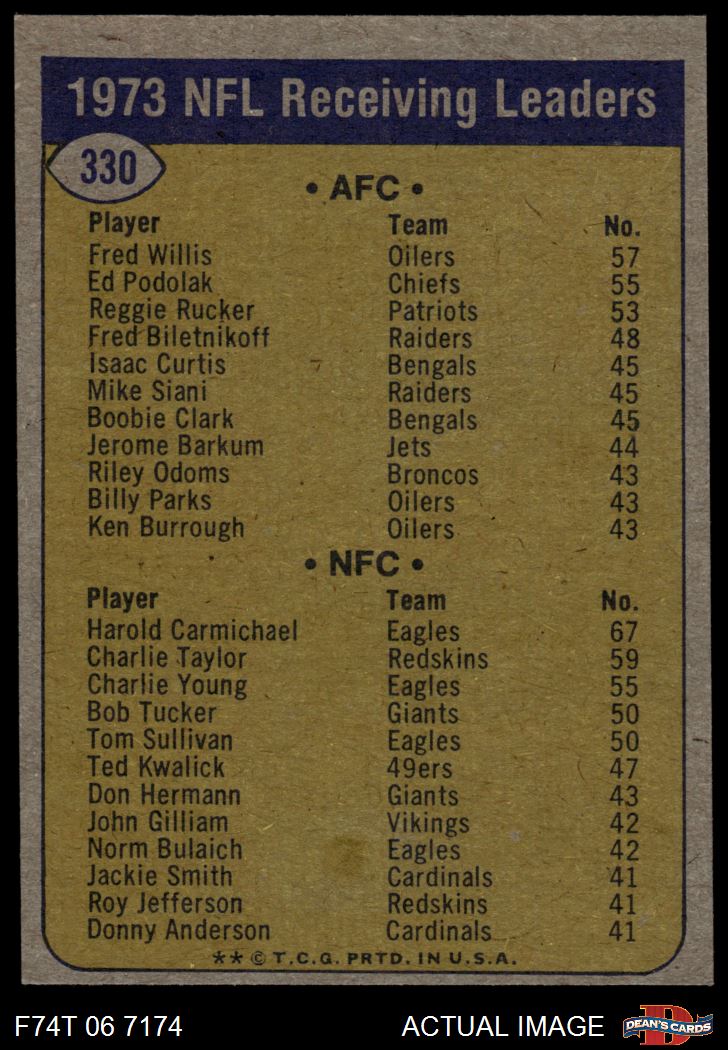 1973 NFL Receiving Leaders
330
• AFC •
Player Team No.
Fred Willis Oilers 57
Ed Podolak Chiefs 55
Reggie Rucker Patriots 53
Fred Biletnikoff Raiders 48
Isaac Curtis Bengals 45
Mike Siani Raiders 45
Boobie Clark Bengals 45
Jerome Barkum Jets 44
Riley Odoms Broncos 43
Billy Parks Oilers 43
Ken Burrough Oilers 43
• NFC •
Player Team No.
Harold Carmichael Eagles 67
Charlie Taylor Redskins 59
Charlie Young Eagles 55
Bob Tucker Giants 50
Tom Sullivan Eagles 50
Ted Kwalick 49ers 47
Don Hermann Giants 43
John Gilliam Vikings 42
Norm Bulaich Eagles 42
Jackie Smith Cardinals 41
Roy Jefferson Redskins 41
Donny Anderson Cardinals 41
** © T.C.G. PRTD. IN U.S.A.
F74T 06 7174 ACTUAL IMAGE D DEAN'S CARDS